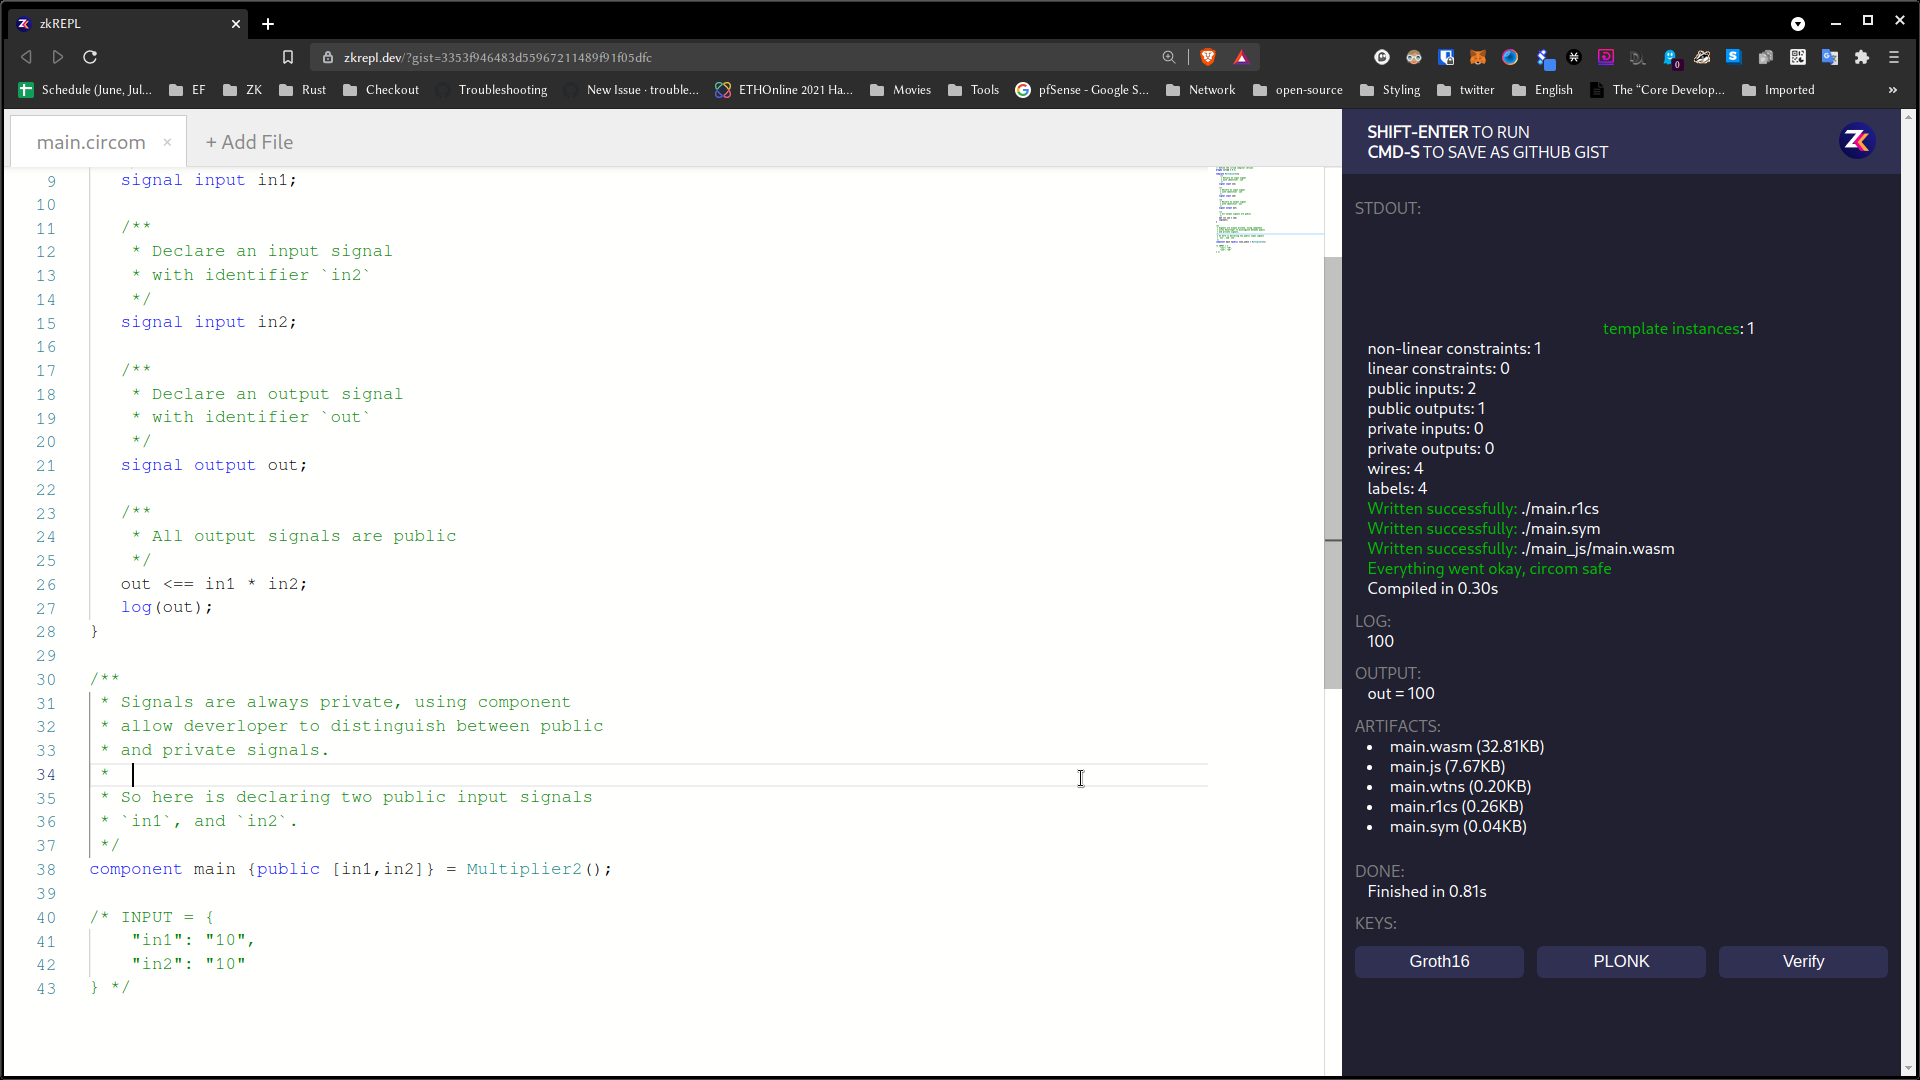 zkREPL
zkrepl.dev/?gist=3353f946483d55967211489f91f05dfc
Schedule (June, Jul... EF ZK Rust Checkout Troubleshooting New Issue · trouble... ETHOnline 2021 Ha... Movies Tools pfSense - Google S... Network open-source Styling twitter English The "Core Develop... Imported »
main.circom × + Add File
9 signal input in1;
10
11 /**
12 * Declare an input signal
13 * with identifier `in2`
14 */
15 signal input in2;
16
17 /**
18 * Declare an output signal
19 * with identifier `out`
20 */
21 signal output out;
22
23 /**
24 * All output signals are public
25 */
26 out <== in1 * in2;
27 log(out);
28 }
29
30 /**
31 * Signals are always private, using component
32 * allow deverloper to distinguish between public
33 * and private signals.
34 *
35 * So here is declaring two public input signals
36 * `in1`, and `in2`.
37 */
38 component main {public [in1,in2]} = Multiplier2();
39
40 /* INPUT = {
41 "in1": "10",
42 "in2": "10"
43 } */
SHIFT-ENTER TO RUN
CMD-S TO SAVE AS GITHUB GIST
STDOUT:
template instances: 1
non-linear constraints: 1
linear constraints: 0
public inputs: 2
public outputs: 1
private inputs: 0
private outputs: 0
wires: 4
labels: 4
Written successfully: ./main.r1cs
Written successfully: ./main.sym
Written successfully: ./main_js/main.wasm
Everything went okay, circom safe
Compiled in 0.30s
LOG:
100
OUTPUT:
out = 100
ARTIFACTS:
• main.wasm (32.81KB)
• main.js (7.67KB)
• main.wtns (0.20KB)
• main.r1cs (0.26KB)
• main.sym (0.04KB)
DONE:
Finished in 0.81s
KEYS:
Groth16 PLONK Verify